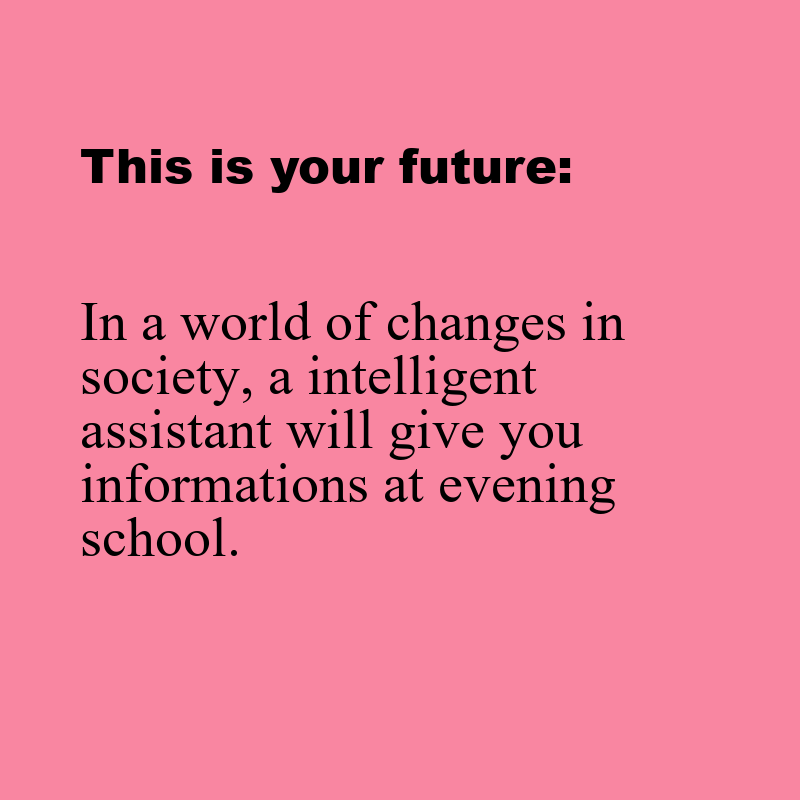 This is your future:
In a world of changes in
society, a intelligent
assistant will give you
informations at evening
school.